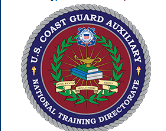 U.S. COAST GUARD AUXILIARY
NATIONAL TRAINING DIRECTORATE